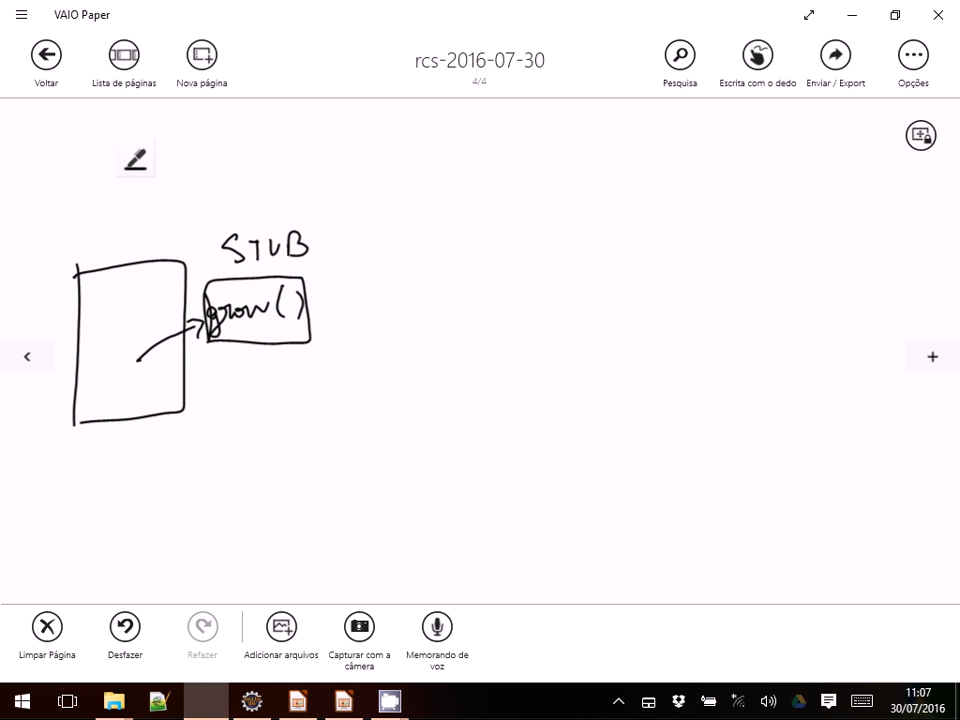 VAIO Paper
Voltar
Lista de páginas
Nova página
rcs-2016-07-30
4/4
Pesquisa
Escrita com o dedo
Enviar / Export
Opções
STUB
grow()
Limpar Página
Desfazer
Refazer
Adicionar arquivos
Capturar com a
câmera
Memorando de
voz
11:07
30/07/2016